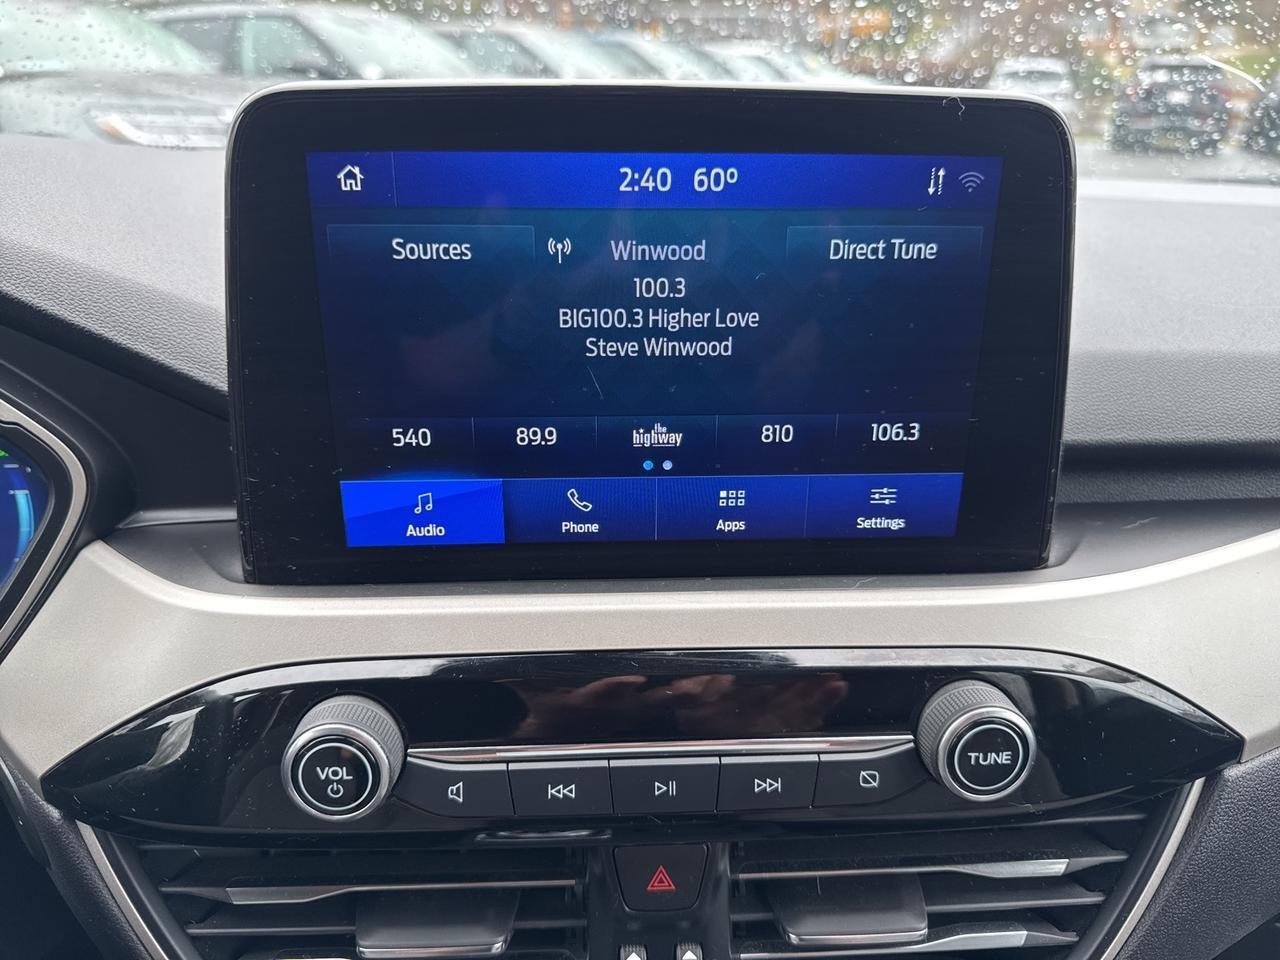 2:40 60°
Sources Winwood Direct Tune
100.3
BIG100.3 Higher Love
Steve Winwood
540 89.9 the highway 810 106.3
Audio Phone Apps Settings
VOL TUNE